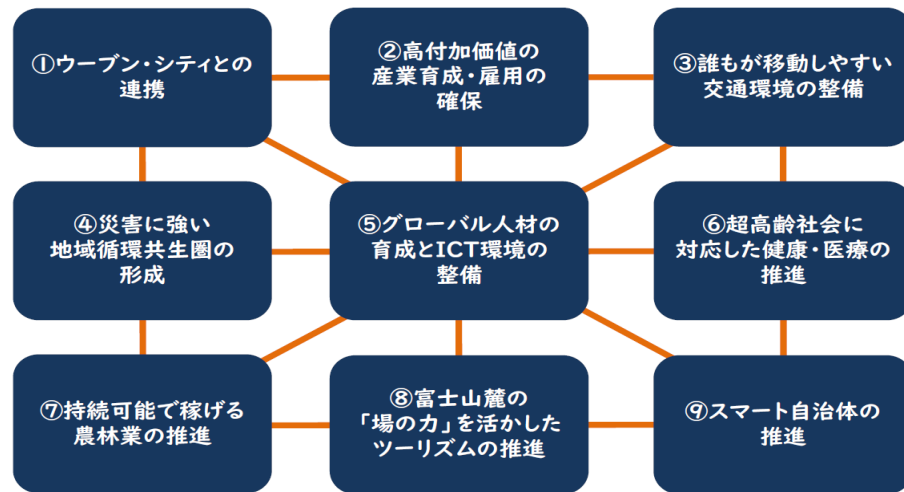 ①ウーブン・シティとの
連携
②高付加価値の
産業育成・雇用の
確保
③誰もが移動しやすい
交通環境の整備
④災害に強い
地域循環共生圏の
形成
⑤グローバル人材の
育成とICT環境の
整備
⑥超高齢社会に
対応した健康・医療の
推進
⑦持続可能で稼げる
農林業の推進
⑧富士山麓の
「場の力」を活かした
ツーリズムの推進
⑨スマート自治体の
推進